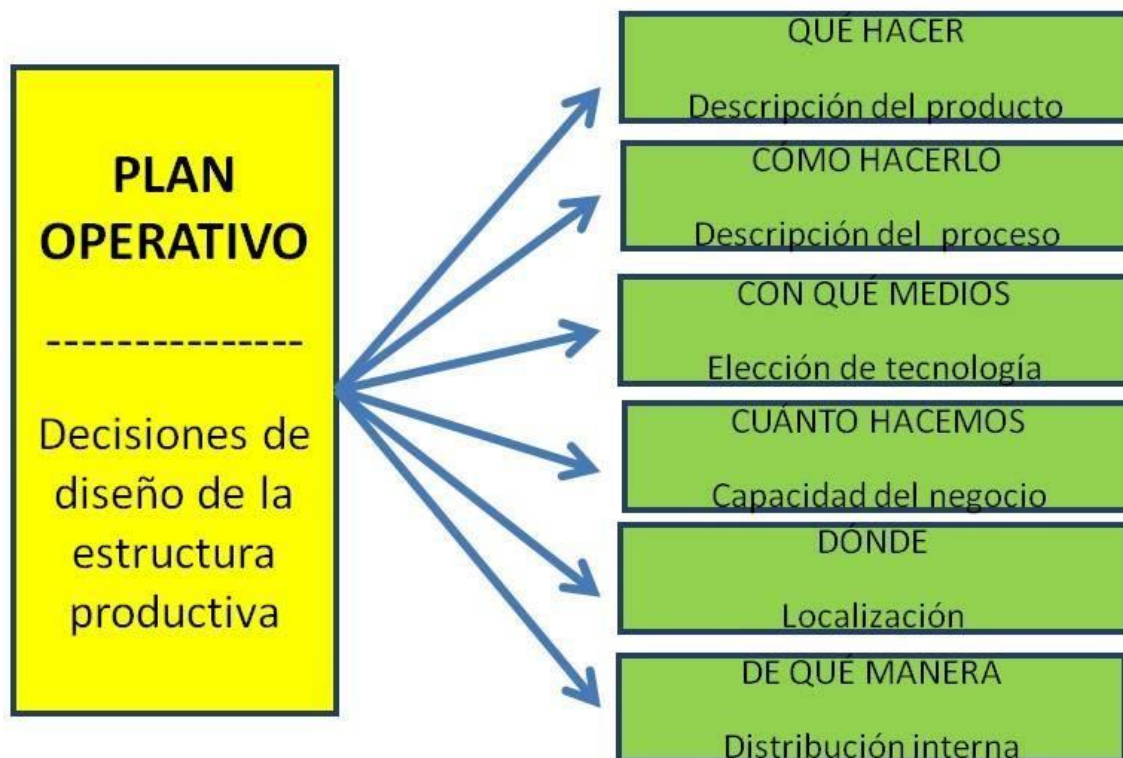 PLAN
OPERATIVO
---------------
Decisiones de
diseño de la
estructura
productiva
QUÉ HACER
Descripción del producto
CÓMO HACERLO
Descripción del proceso
CON QUÉ MEDIOS
Elección de tecnología
CUÁNTO HACEMOS
Capacidad del negocio
DÓNDE
Localización
DE QUÉ MANERA
Distribución interna